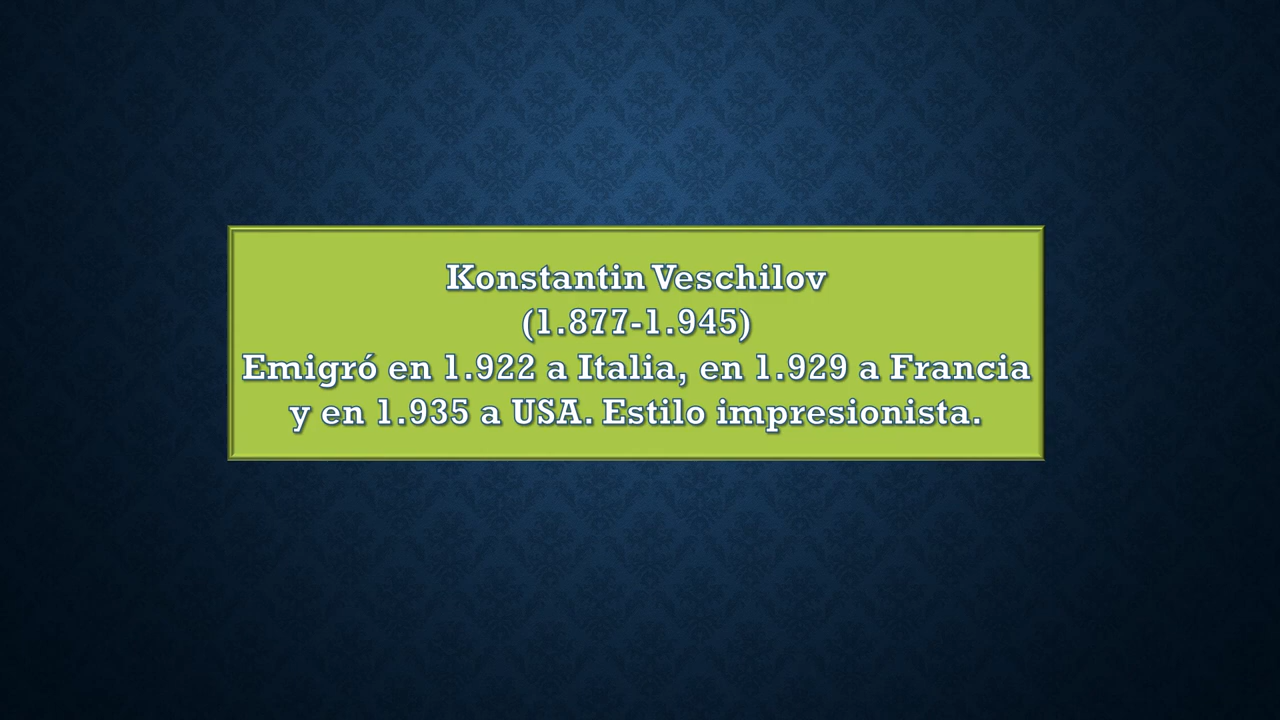 Konstantin Veschilov
(1.877-1.945)
Emigró en 1.922 a Italia, en 1.929 a Francia
y en 1.935 a USA. Estilo impresionista.